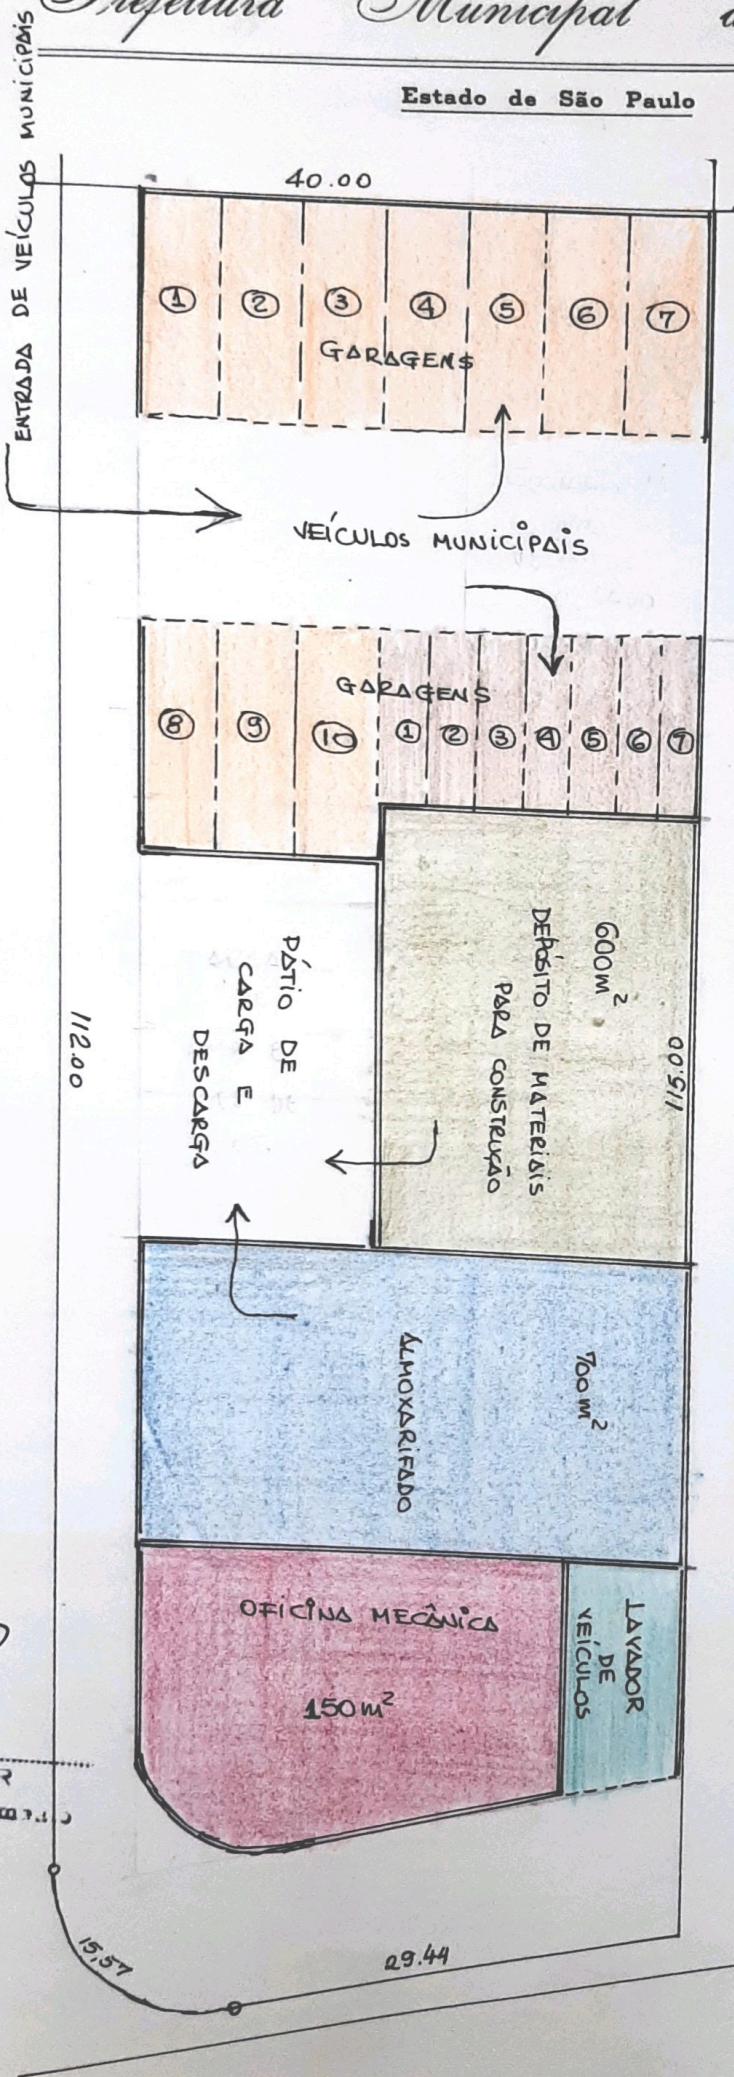 Prefeitura Municipal
Estado de São Paulo
ENTRADA DE VEÍCULOS MUNICIPAIS
40.00
1 2 3 4 5 6 7
GARAGENS
VEÍCULOS MUNICIPAIS
GARAGENS
8 9 10 1 2 3 4 5 6 7
600m²
DEPÓSITO DE MATERIAIS
PARA CONSTRUÇÃO
115.00
PÁTIO DE
CARGA E
DESCARGA
112.00
700m²
ALMOXARIFADO
OFICINA MECÂNICA
150m²
LAVADOR
DE
VEÍCULOS
15,57
29.44